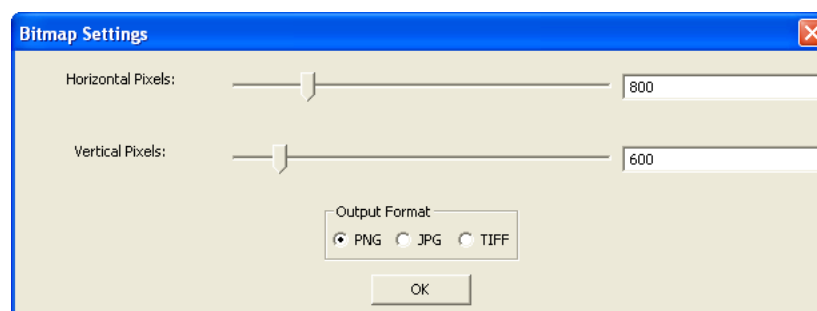 Bitmap Settings
Horizontal Pixels:
800
Vertical Pixels:
600
Output Format
PNG JPG TIFF
OK